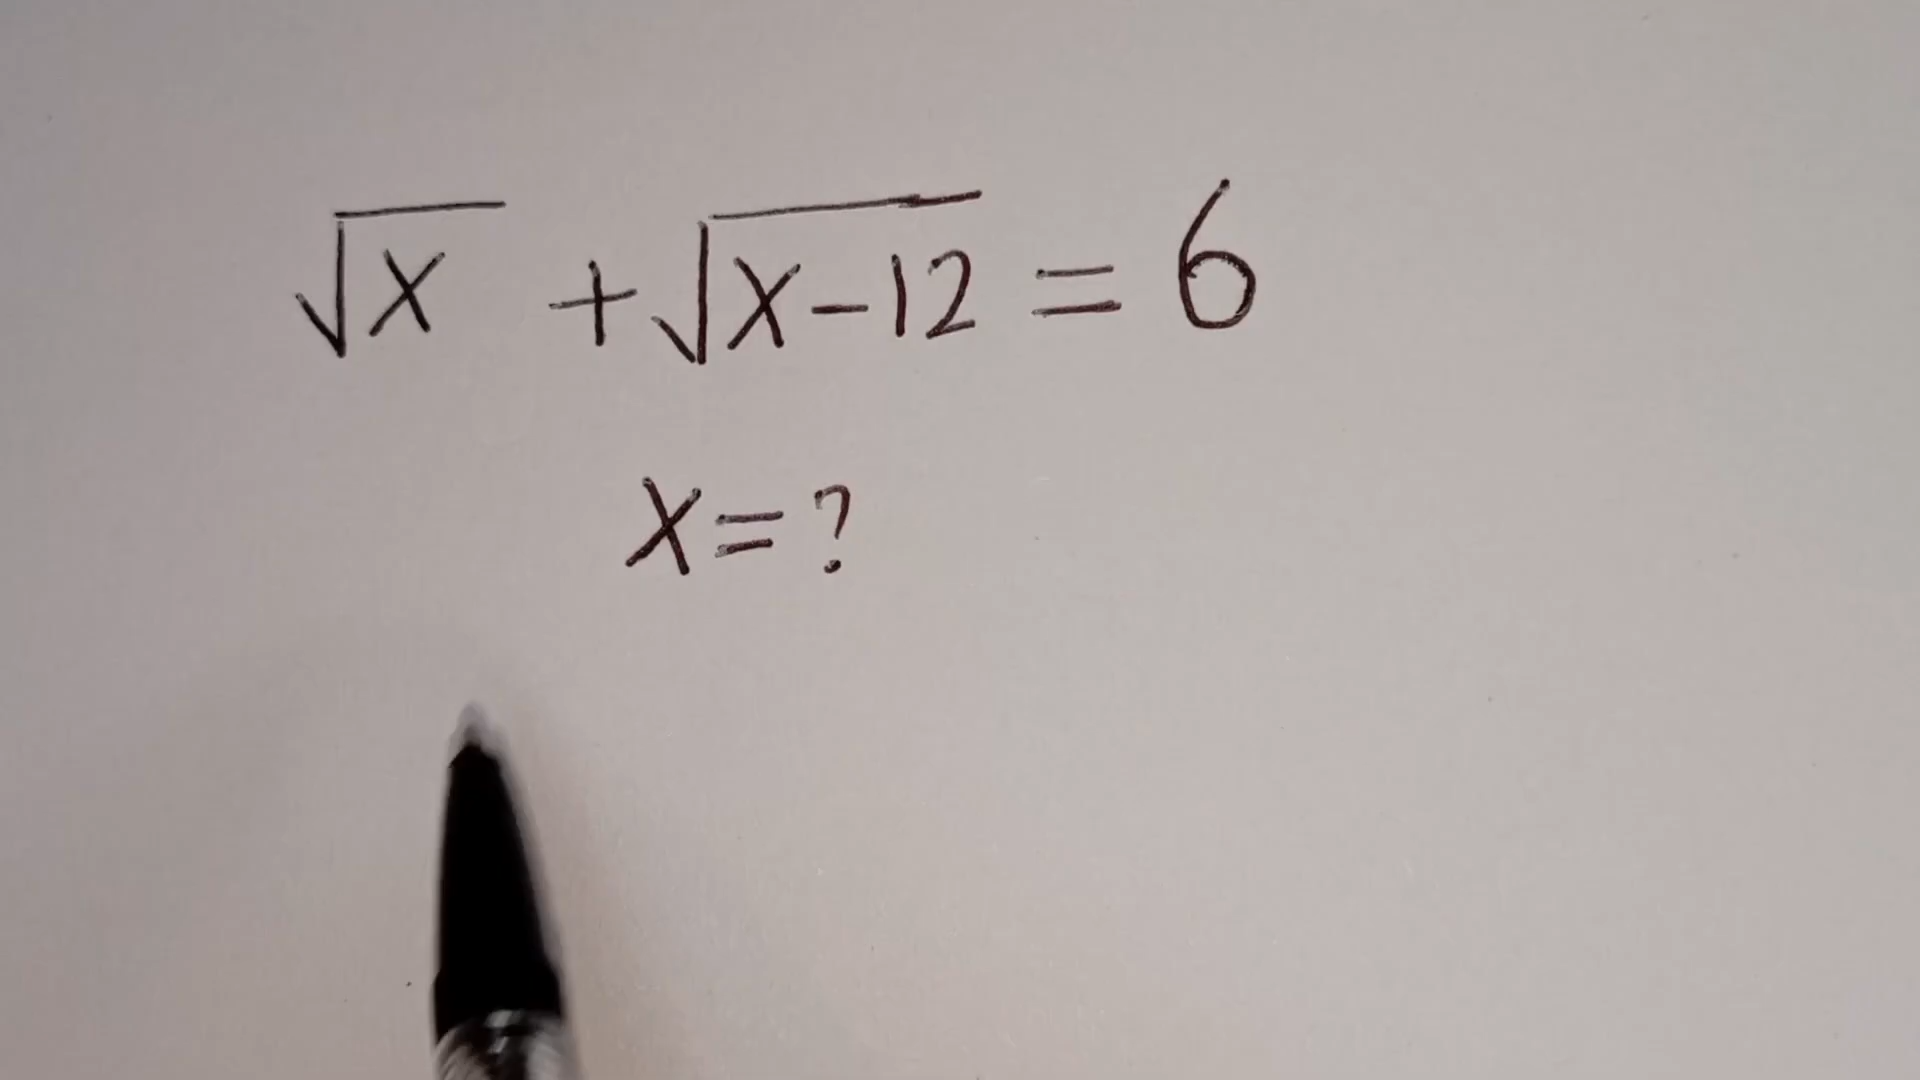 √x + √x-12 = 6
x = ?